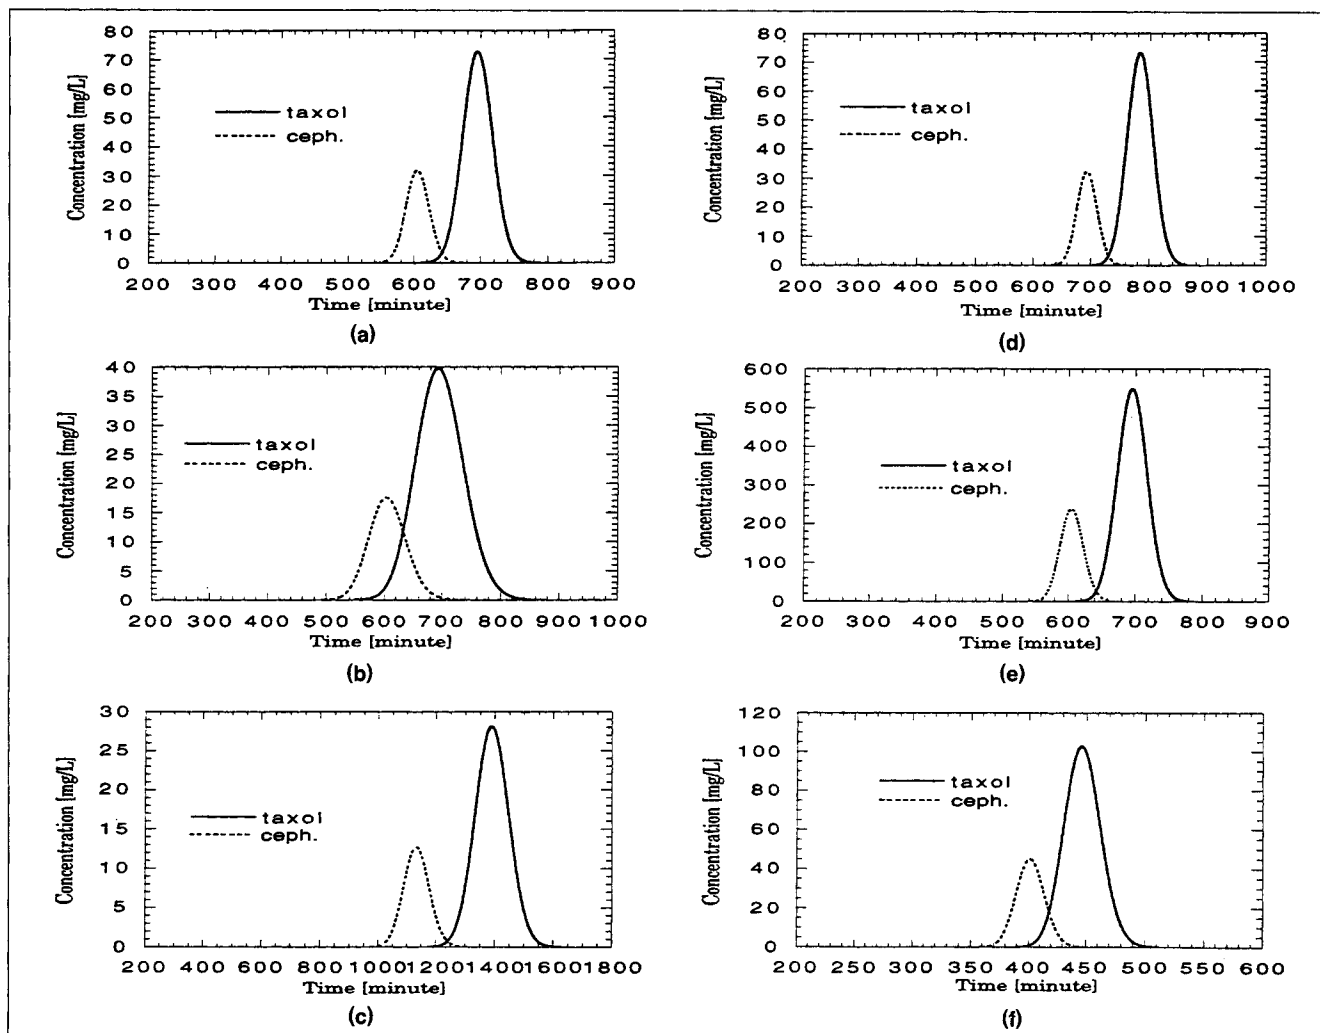 80
70
60
50
40
30
20
10
0
Concentration [mg/L]
taxol
ceph.
200 300 400 500 600 700 800 900
Time [minute]
(a)
80
70
60
50
40
30
20
10
0
Concentration [mg/L]
taxol
ceph.
200 300 400 500 600 700 800 900 1000
Time [minute]
(d)
40
35
30
25
20
15
10
5
0
Concentration [mg/L]
taxol
ceph.
200 300 400 500 600 700 800 900 1000
Time [minute]
(b)
600
500
400
300
200
100
0
Concentration [mg/L]
taxol
ceph.
200 300 400 500 600 700 800 900
Time [minute]
(e)
30
25
20
15
10
5
0
Concentration [mg/L]
taxol
ceph.
200 400 600 800 1000 1200 1400 1600 1800
Time [minute]
(c)
120
100
80
60
40
20
0
Concentration [mg/L]
taxol
ceph.
200 250 300 350 400 450 500 550 600
Time [minute]
(f)